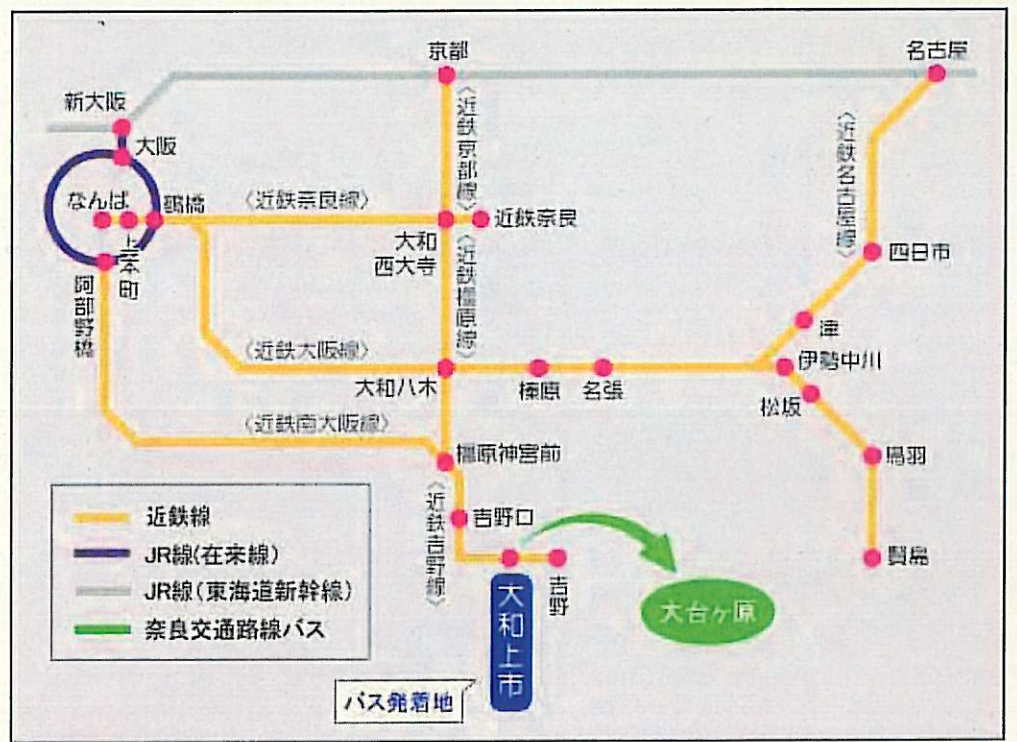 京都
名古屋
新大阪
大阪
〈近鉄京都線〉
〈近鉄名古屋線〉
なんば
鶴橋
〈近鉄奈良線〉
近鉄奈良
上本町
大和
西大寺
〈近鉄橿原線〉
四日市
阿部野橋
津
〈近鉄大阪線〉
伊勢中川
大和八木
榛原
名張
松坂
〈近鉄南大阪線〉
橿原神宮前
鳥羽
近鉄線
〈近鉄吉野線〉
吉野口
JR線(在来線)
賢島
JR線(東海道新幹線)
大和上市
吉野
大台ヶ原
奈良交通路線バス
バス発着地